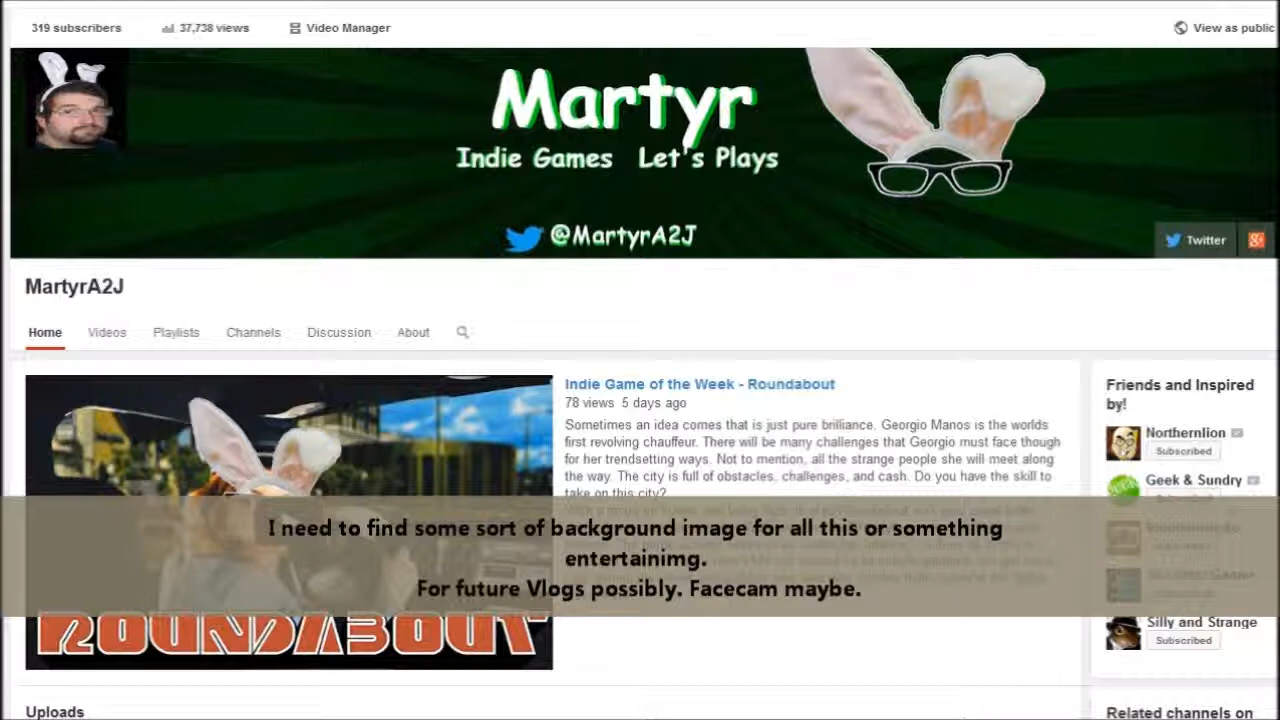 319 subscribers
37,738 views
Video Manager
View as public
Martyr
Indie Games Let's Plays
@MartyrA2J
Twitter
MartyrA2J
Home
Videos
Playlists
Channels
Discussion
About
Indie Game of the Week - Roundabout
78 views 5 days ago
Sometimes an idea comes that is just pure brilliance. Georgio Manos is the worlds
first revolving chauffeur. There will be many challenges that Georgio must face though
for her trendsetting ways. Not to mention, all the strange people she will meet along
the way. The city is full of obstacles, challenges, and cash. Do you have the skill to
take on this city?
ROUNDABOUT
I need to find some sort of background image for all this or something
entertainimg.
For future Vlogs possibly. Facecam maybe.
Friends and Inspired
by!
Northernlion
Subscribed
Geek & Sundry
Silly and Strange
Subscribed
Uploads
Related channels on